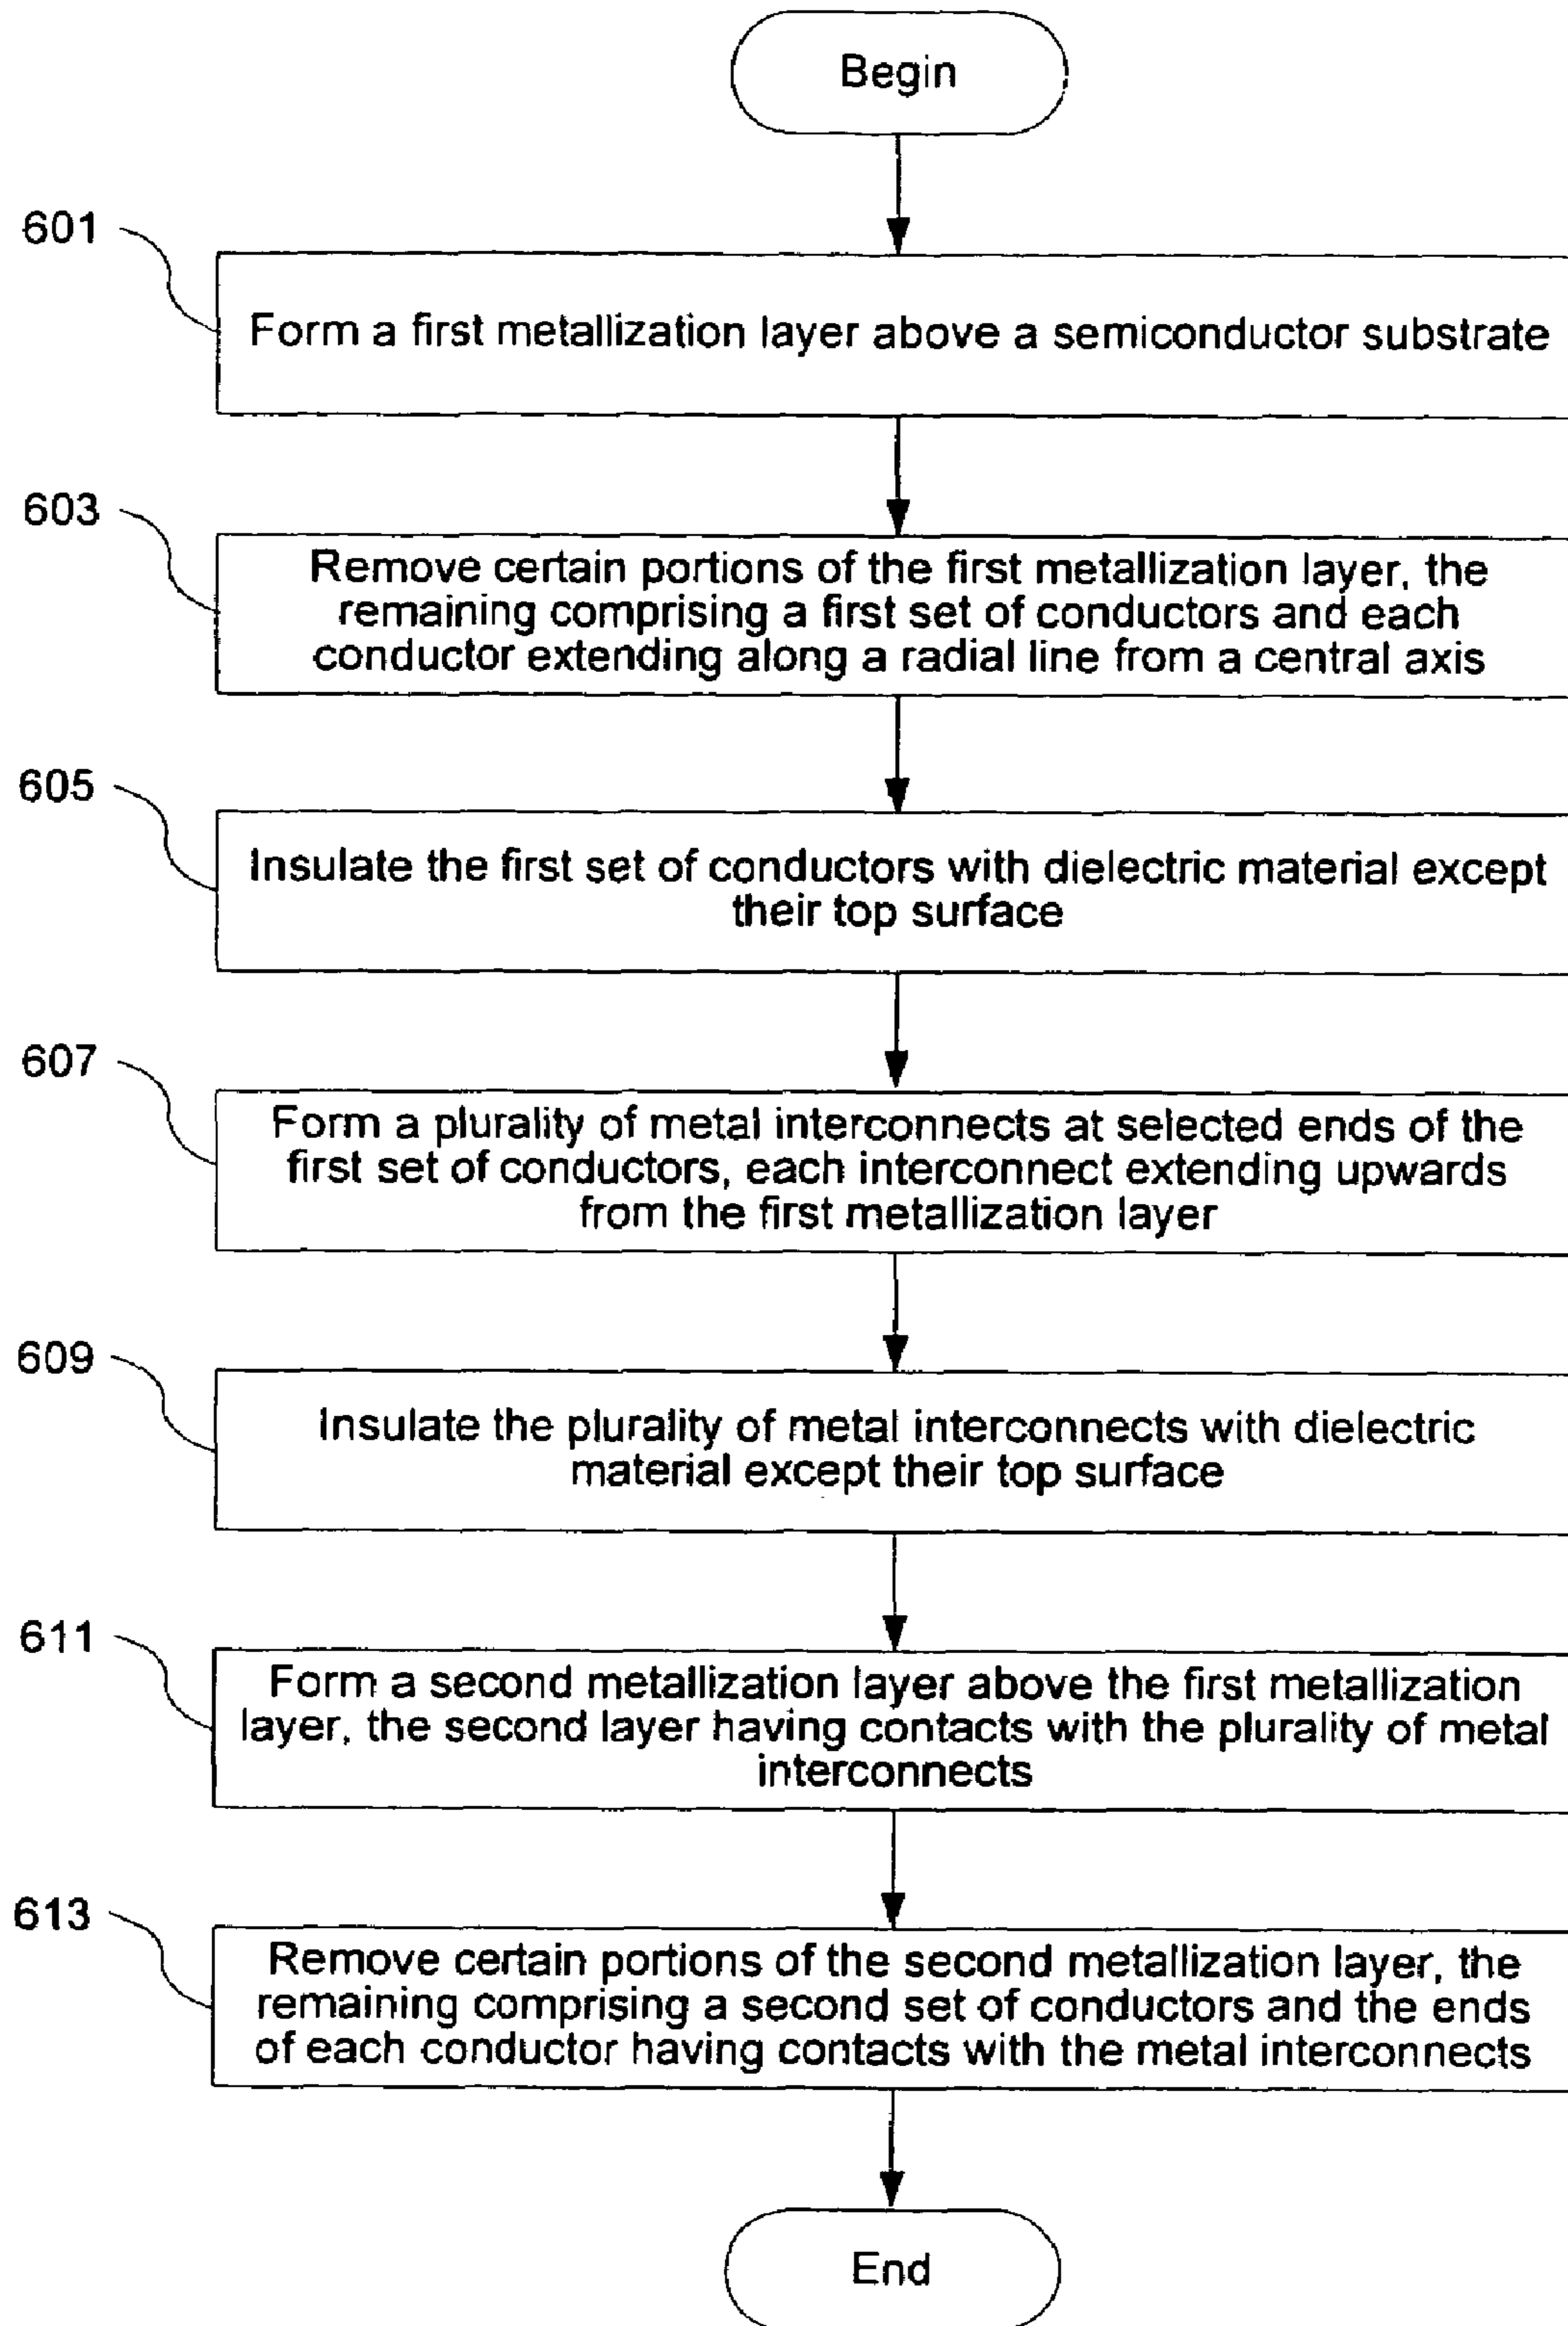 Begin
601
Form a first metallization layer above a semiconductor substrate
603
Remove certain portions of the first metallization layer, the
remaining comprising a first set of conductors and each
conductor extending along a radial line from a central axis
605
Insulate the first set of conductors with dielectric material except
their top surface
607
Form a plurality of metal interconnects at selected ends of the
first set of conductors, each interconnect extending upwards
from the first metallization layer
609
Insulate the plurality of metal interconnects with dielectric
material except their top surface
611
Form a second metallization layer above the first metallization
layer, the second layer having contacts with the plurality of metal
interconnects
613
Remove certain portions of the second metallization layer, the
remaining comprising a second set of conductors and the ends
of each conductor having contacts with the metal interconnects
End